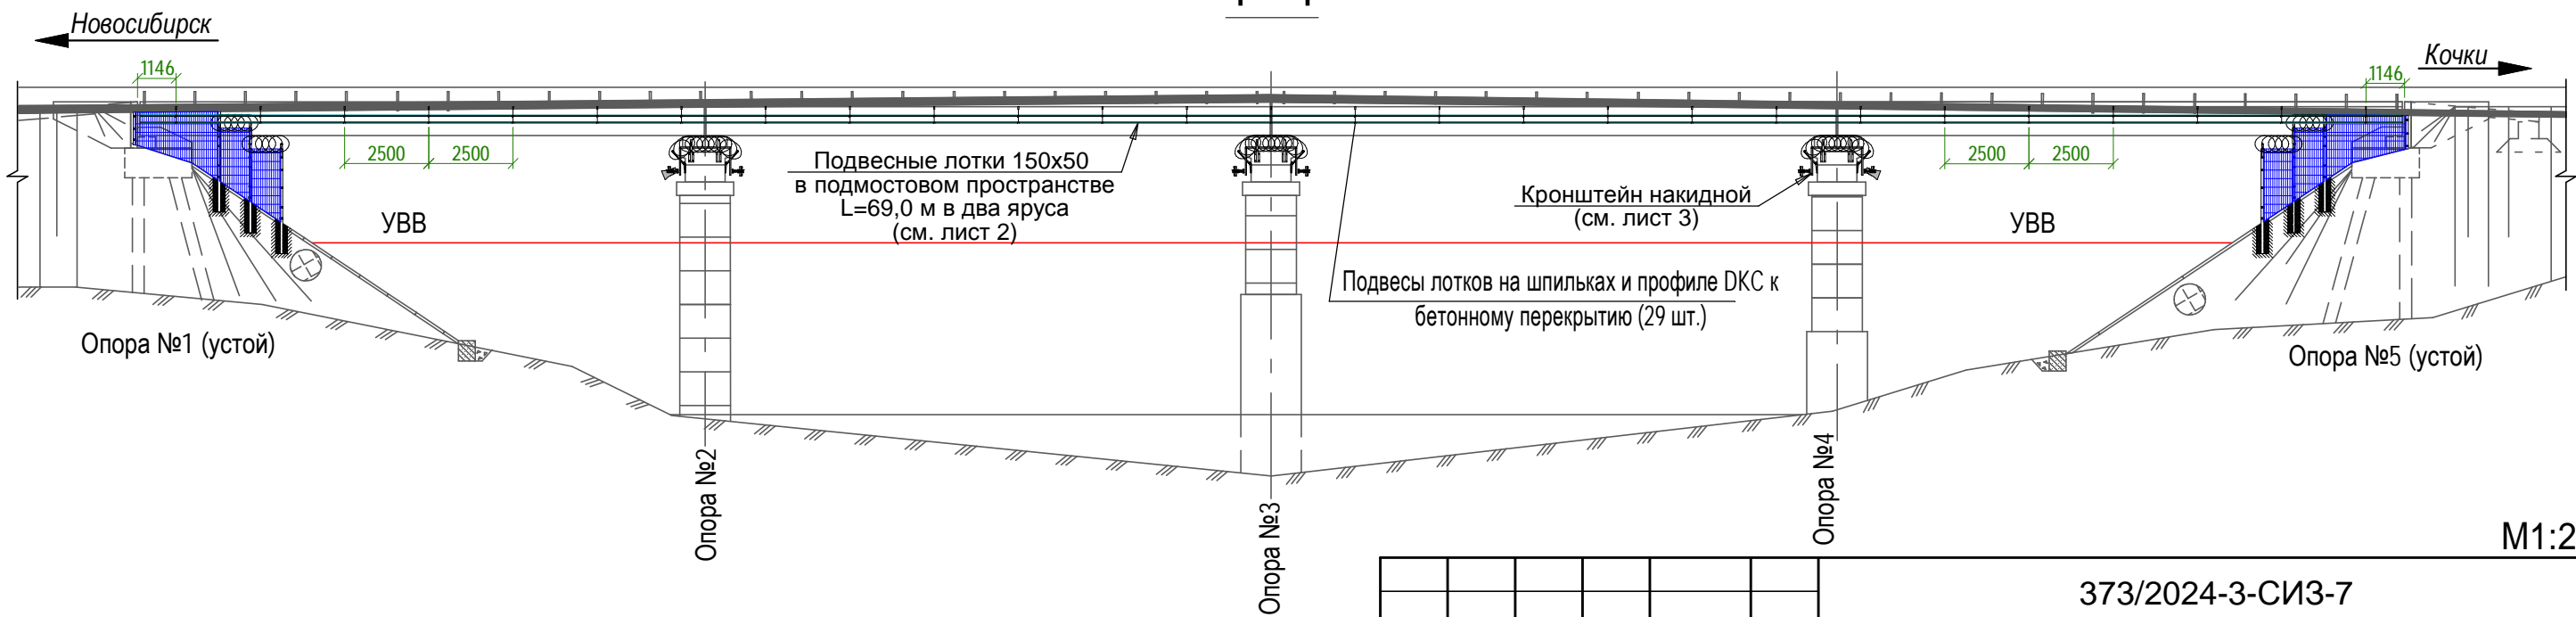 Новосибирск
Кочки
1146
1146
2500
2500
2500
2500
Подвесные лотки 150х50
в подмостовом пространстве
L=69,0 м в два яруса
(см. лист 2)
Кронштейн накидной
(см. лист 3)
УВВ
УВВ
Подвесы лотков на шпильках и профиле DKC к
бетонному перекрытию (29 шт.)
Опора №1 (устой)
Опора №5 (устой)
Опора №2
Опора №3
Опора №4
М1:2
373/2024-3-СИЗ-7